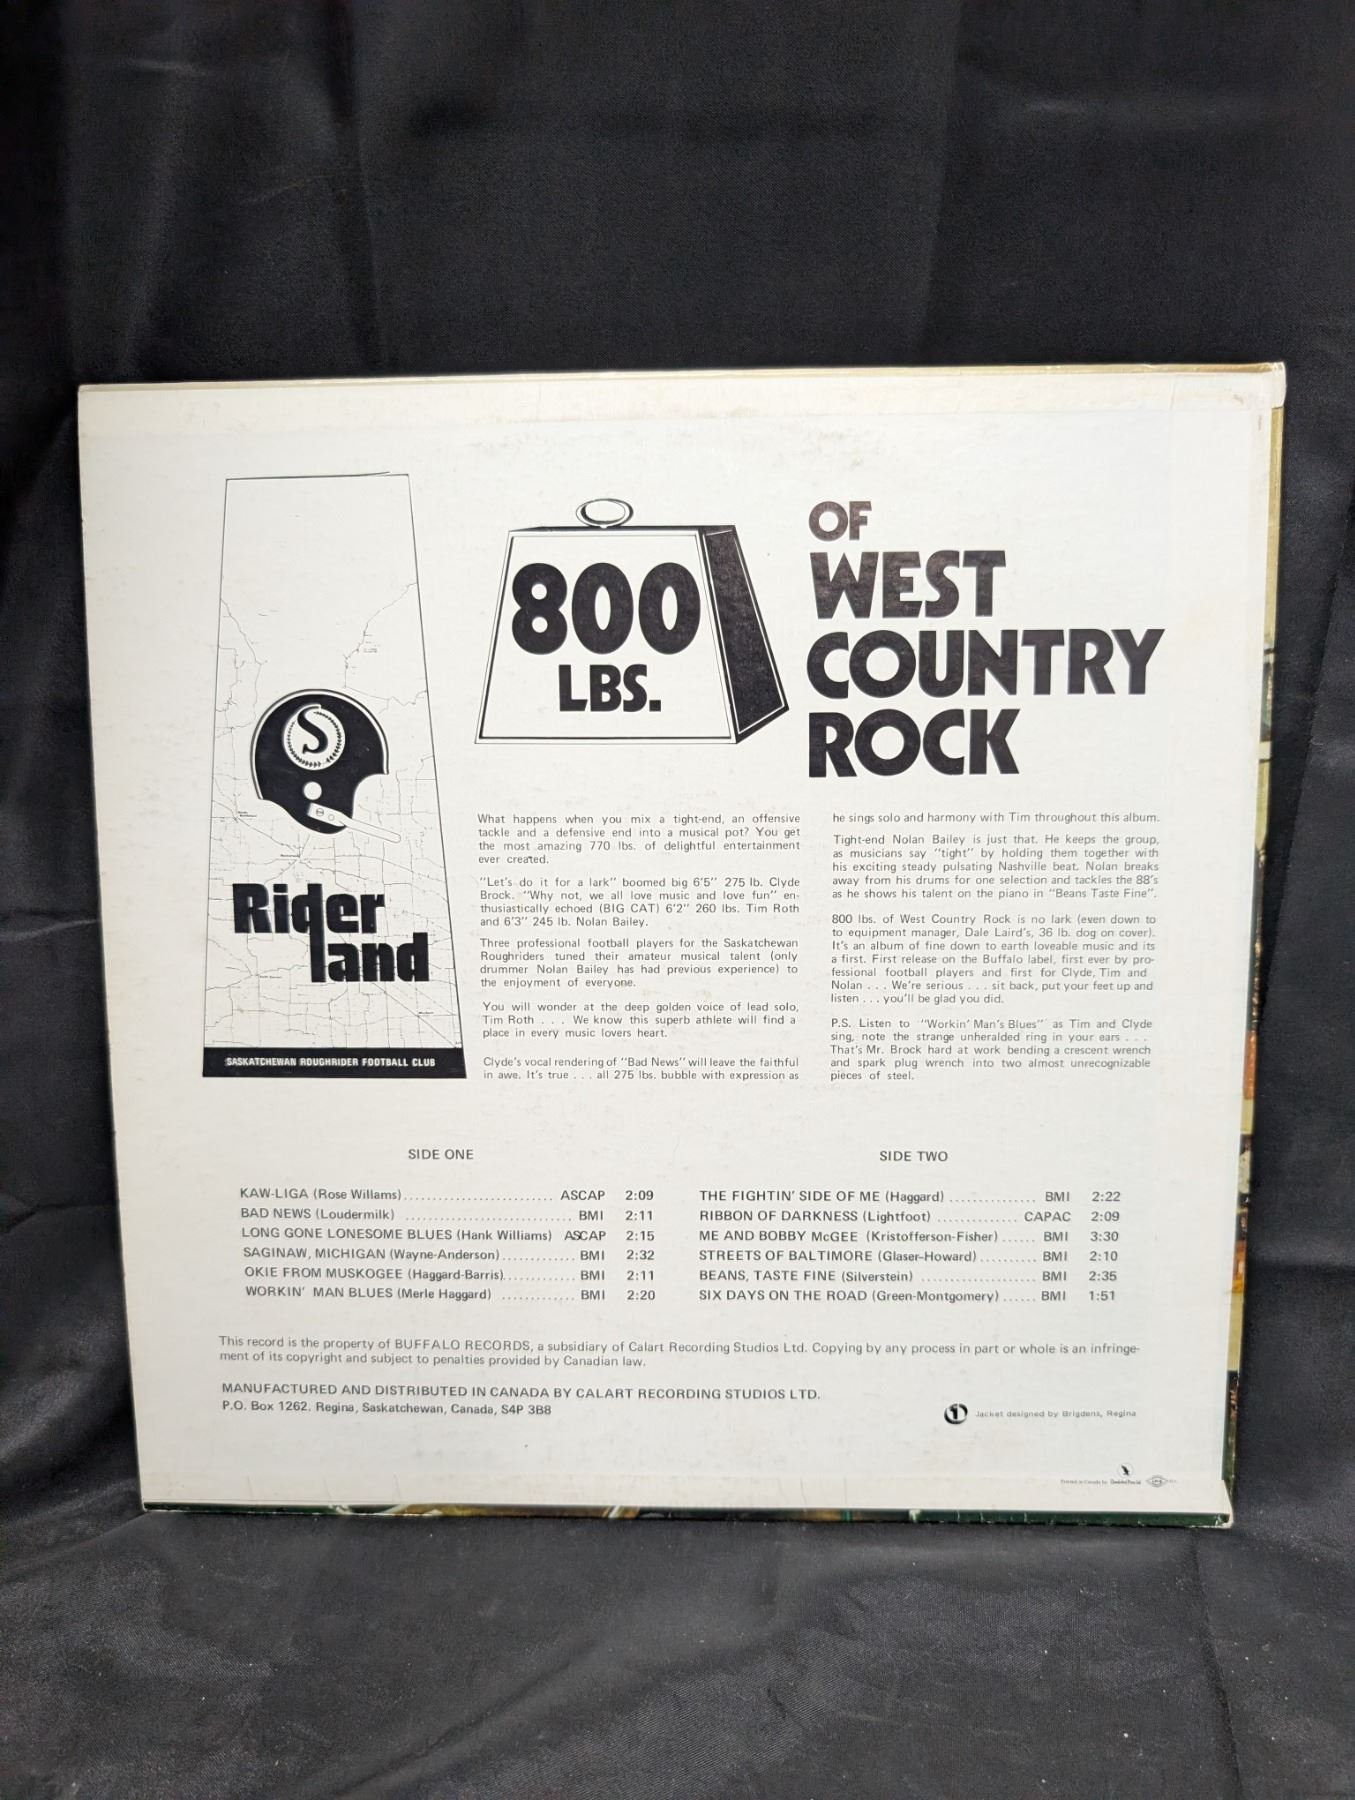 S
Rider
land
SASKATCHEWAN ROUGHRIDER FOOTBALL CLUB
800
LBS.
OF
WEST
COUNTRY
ROCK
What happens when you mix a tight-end, an offensive
tackle and a defensive end into a musical pot? You get
the most amazing 770 lbs. of delightful entertainment
ever created.
"Let's do it for a lark" boomed big 6'5" 275 lb. Clyde
Brock. "Why not, we all love music and love fun" en-
thusiastically echoed (BIG CAT) 6'2" 260 lbs. Tim Roth
and 6'3" 245 lb. Nolan Bailey.
Three professional football players for the Saskatchewan
Roughriders tuned their amateur musical talent (only
drummer Nolan Bailey has had previous experience) to
the enjoyment of everyone.
You will wonder at the deep golden voice of lead solo,
Tim Roth . . . We know this superb athlete will find a
place in every music lovers heart.
Clyde's vocal rendering of "Bad News" will leave the faithful
in awe. It's true . . . all 275 lbs. bubble with expression as
he sings solo and harmony with Tim throughout this album.
Tight-end Nolan Bailey is just that. He keeps the group,
as musicians say "tight" by holding them together with
his exciting steady pulsating Nashville beat. Nolan breaks
away from his drums for one selection and tackles the 88's
as he shows his talent on the piano in "Beans Taste Fine".
800 lbs. of West Country Rock is no lark (even down to
to equipment manager, Dale Laird's, 36 lb. dog on cover).
It's an album of fine down to earth loveable music and its
a first. First release on the Buffalo label, first ever by pro-
fessional football players and first for Clyde, Tim and
Nolan . . . We're serious . . . sit back, put your feet up and
listen . . . you'll be glad you did.
P.S. Listen to "Workin' Man's Blues" as Tim and Clyde
sing, note the strange unheralded ring in your ears . . .
That's Mr. Brock hard at work bending a crescent wrench
and spark plug wrench into two almost unrecognizable
pieces of steel.
SIDE ONE
KAW-LIGA (Rose Willams) . . . . . . . . . . . . . . . . . . . . . . . . . ASCAP 2:09
BAD NEWS (Loudermilk) . . . . . . . . . . . . . . . . . . . . . . . . . . . . BMI 2:11
LONG GONE LONESOME BLUES (Hank Williams) ASCAP 2:15
SAGINAW, MICHIGAN (Wayne-Anderson) . . . . . . . . . . . . BMI 2:32
OKIE FROM MUSKOGEE (Haggard-Barris) . . . . . . . . . . . . BMI 2:11
WORKIN' MAN BLUES (Merle Haggard) . . . . . . . . . . . . BMI 2:20
SIDE TWO
THE FIGHTIN' SIDE OF ME (Haggard) . . . . . . . . . . . . . . . BMI 2:22
RIBBON OF DARKNESS (Lightfoot) . . . . . . . . . . . . . . CAPAC 2:09
ME AND BOBBY McGEE (Kristofferson-Fisher) . . . . . . BMI 3:30
STREETS OF BALTIMORE (Glaser-Howard) . . . . . . . . . . BMI 2:10
BEANS, TASTE FINE (Silverstein) . . . . . . . . . . . . . . . . . . . BMI 2:35
SIX DAYS ON THE ROAD (Green-Montgomery) . . . . . . BMI 1:51
This record is the property of BUFFALO RECORDS, a subsidiary of Calart Recording Studios Ltd. Copying by any process in part or whole is an infringe-
ment of its copyright and subject to penalties provided by Canadian law.
MANUFACTURED AND DISTRIBUTED IN CANADA BY CALART RECORDING STUDIOS LTD.
P.O. Box 1262. Regina, Saskatchewan, Canada, S4P 3B8
Jacket designed by Brigdens, Regina
Printed in Canada by